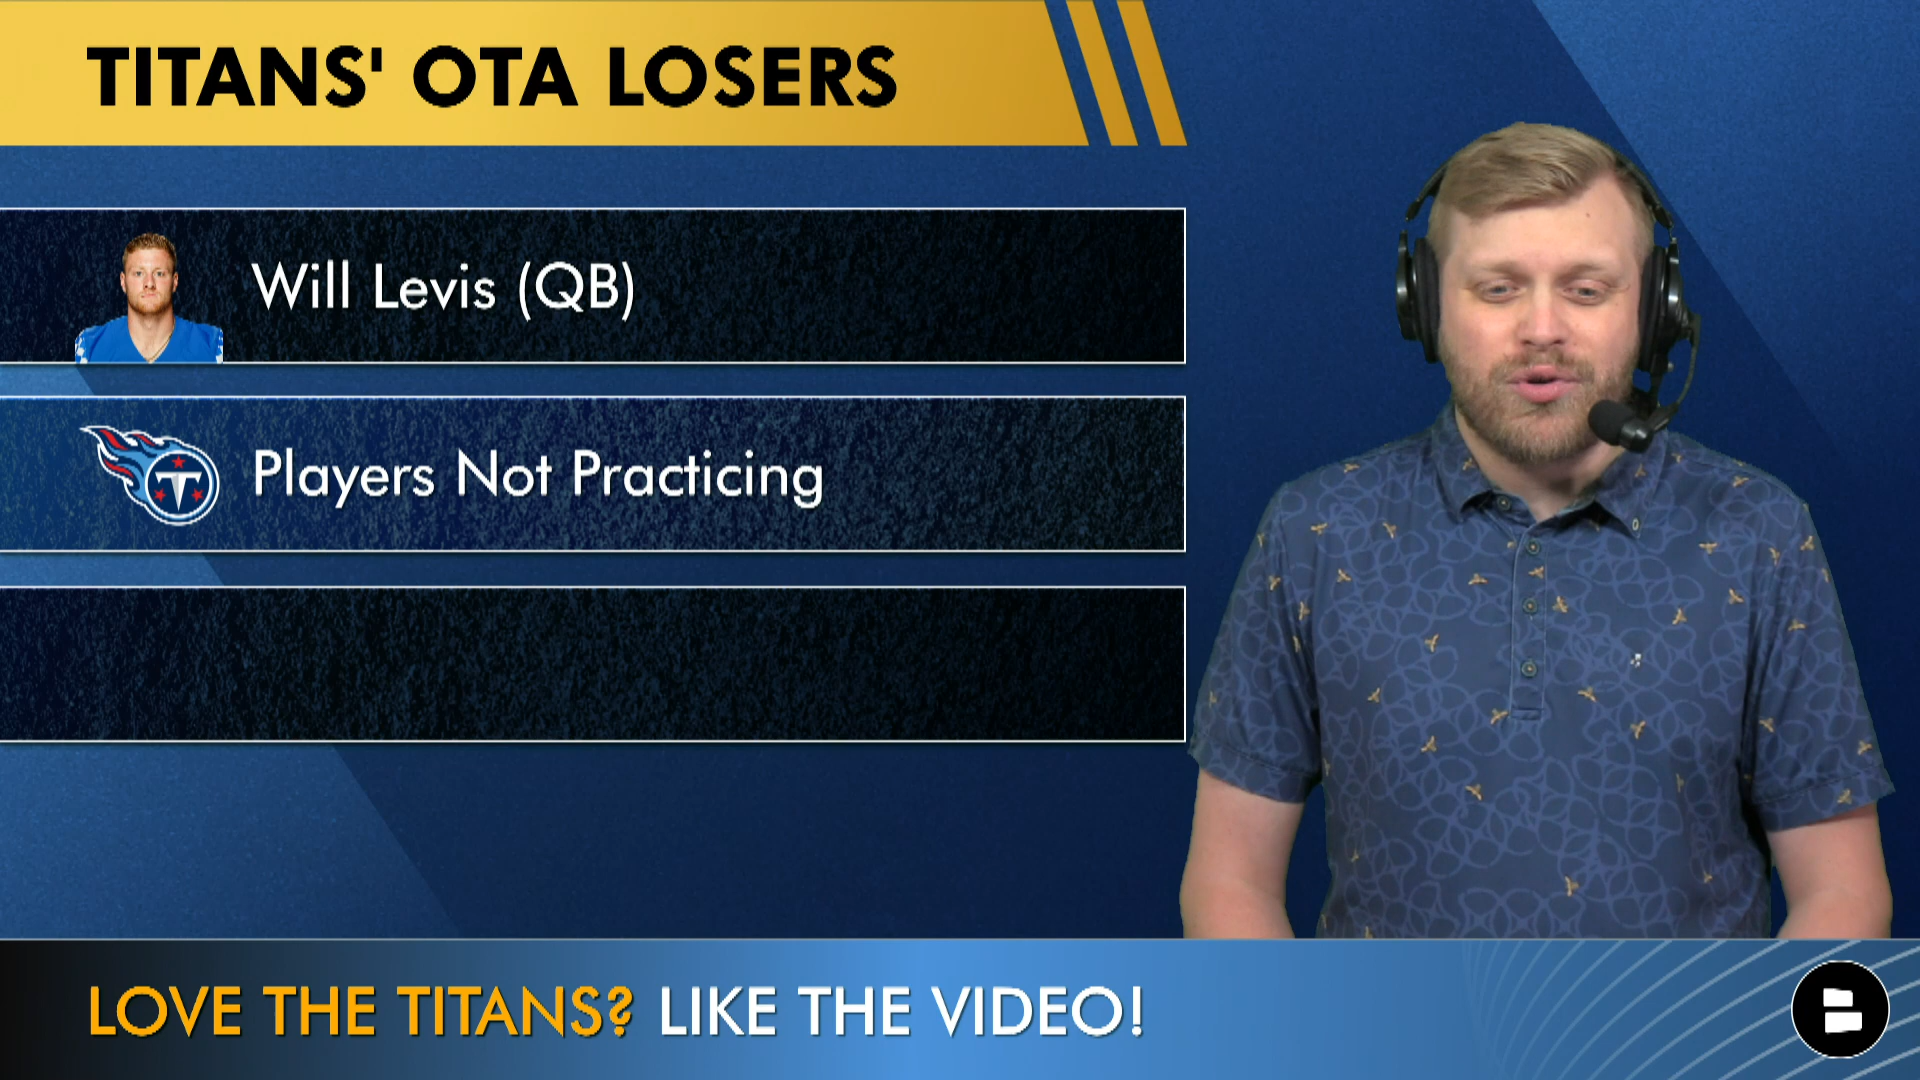 TITANS' OTA LOSERS
Will Levis (QB)
Players Not Practicing
LOVE THE TITANS? LIKE THE VIDEO!